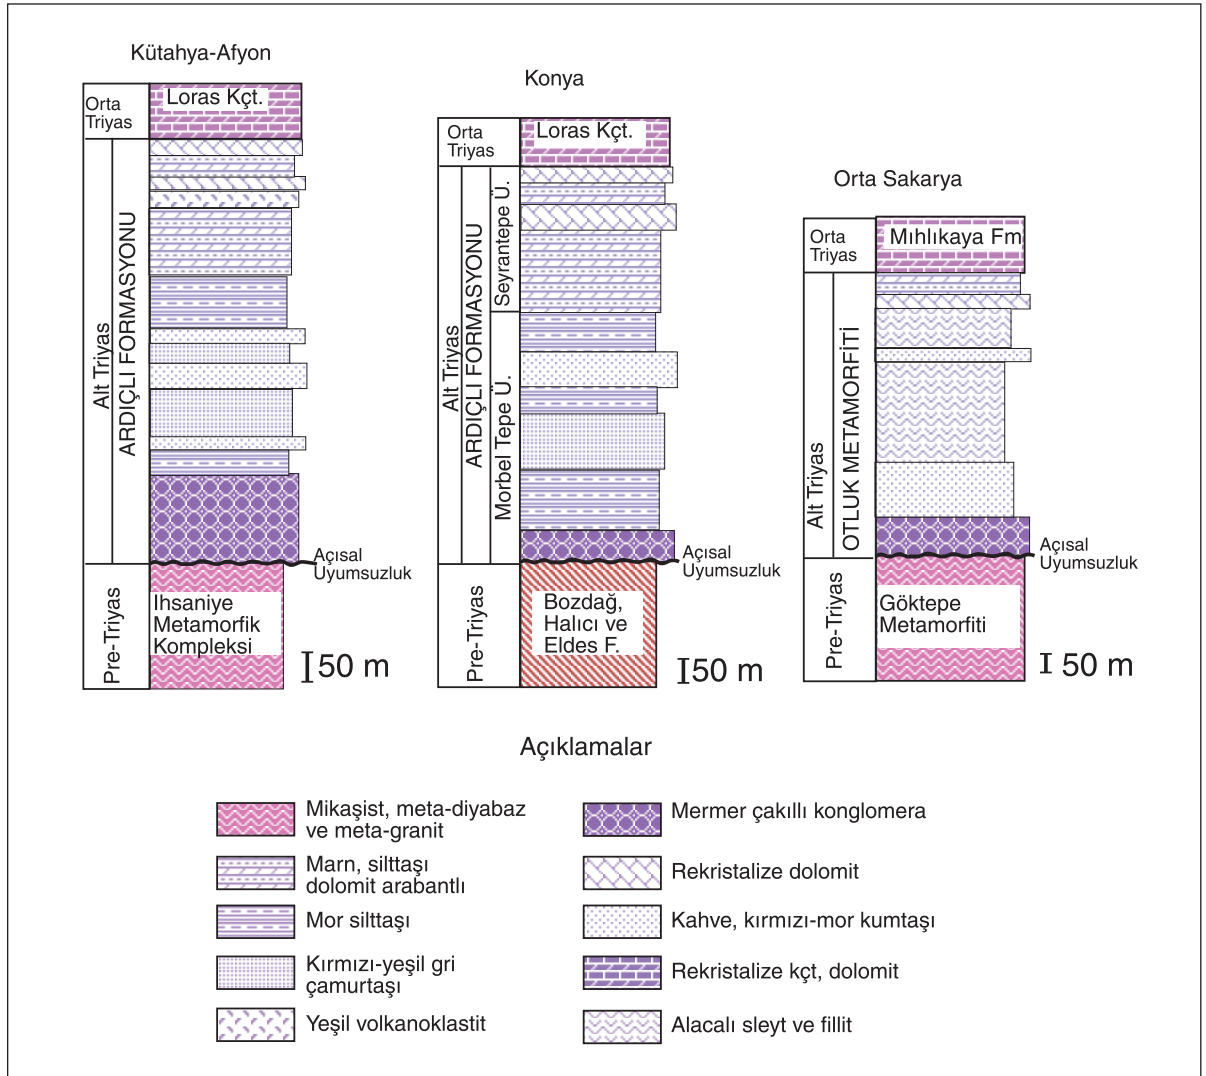 Kütahya-Afyon
Orta
Triyas
Loras Kçt.
Alt Triyas
ARDIÇLI FORMASYONU
Açısal
Uyumsuzluk
Pre-Triyas
Ihsaniye
Metamorfik
Kompleksi
50 m
Konya
Orta
Triyas
Loras Kçt.
Alt Triyas
ARDIÇLI FORMASYONU
Seyrantepe Ü.
Morbel Tepe Ü.
Açısal
Uyumsuzluk
Pre-Triyas
Bozdağ,
Halıcı ve
Eldes F.
50 m
Orta Sakarya
Orta
Triyas
Mıhlıkaya Fm
Alt Triyas
OTLUK METAMORFİTİ
Açısal
Uyumsuzluk
Pre-Triyas
Göktepe
Metamorfiti
50 m
Açıklamalar
Mikaşist, meta-diyabaz
ve meta-granit
Marn, silttaşı
dolomit arabantlı
Mor silttaşı
Kırmızı-yeşil gri
çamurtaşı
Yeşil volkanoklastit
Mermer çakıllı konglomera
Rekristalize dolomit
Kahve, kırmızı-mor kumtaşı
Rekristalize kçt, dolomit
Alacalı sleyt ve fillit